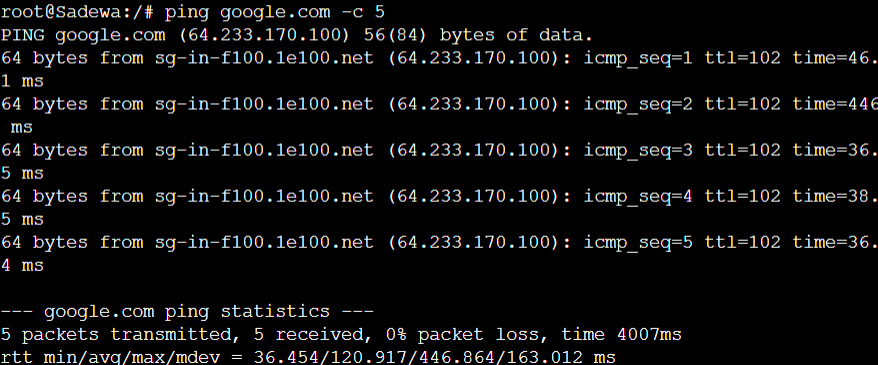 root@Sadewa:/# ping google.com -c 5
PING google.com (64.233.170.100) 56(84) bytes of data.
64 bytes from sg-in-f100.1e100.net (64.233.170.100): icmp_seq=1 ttl=102 time=46.
1 ms
64 bytes from sg-in-f100.1e100.net (64.233.170.100): icmp_seq=2 ttl=102 time=446
 ms
64 bytes from sg-in-f100.1e100.net (64.233.170.100): icmp_seq=3 ttl=102 time=36.
5 ms
64 bytes from sg-in-f100.1e100.net (64.233.170.100): icmp_seq=4 ttl=102 time=38.
5 ms
64 bytes from sg-in-f100.1e100.net (64.233.170.100): icmp_seq=5 ttl=102 time=36.
4 ms

--- google.com ping statistics ---
5 packets transmitted, 5 received, 0% packet loss, time 4007ms
rtt min/avg/max/mdev = 36.454/120.917/446.864/163.012 ms